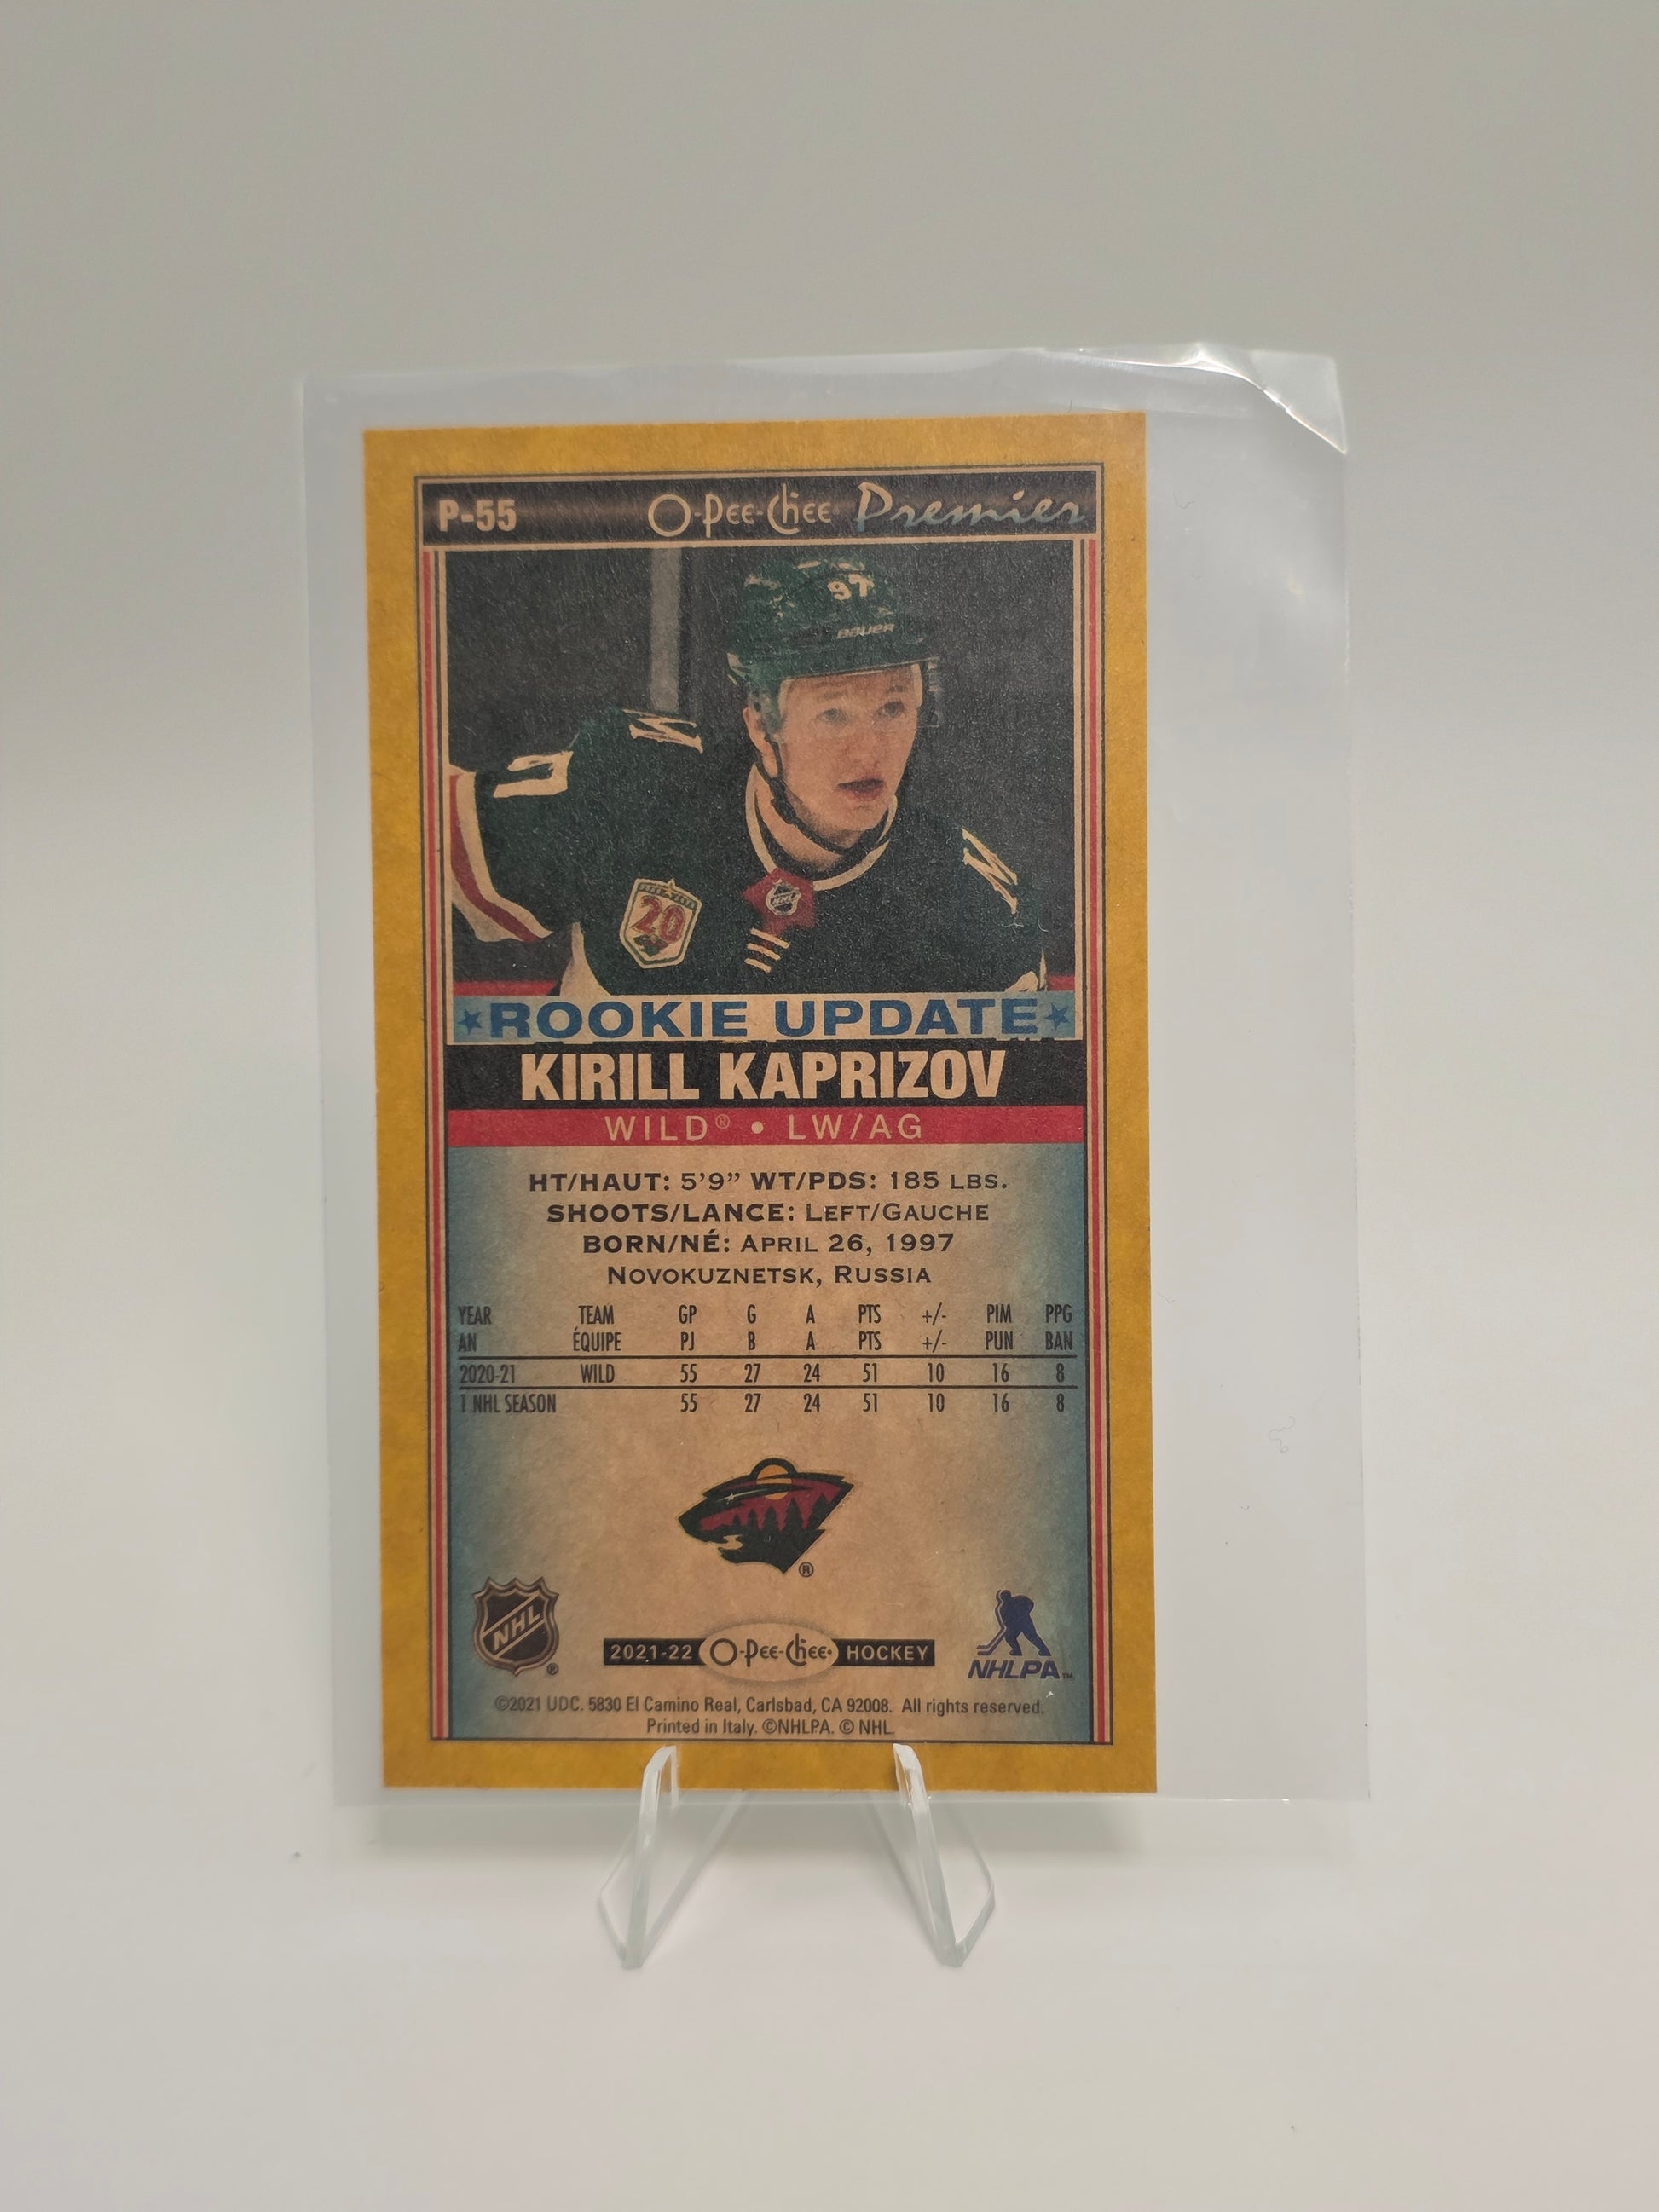 P-55 O-Pee-Chee Premier
97
BAUER
20
NHL
★ROOKIE UPDATE★
KIRILL KAPRIZOV
WILD® • LW/AG
HT/HAUT: 5'9” WT/PDS: 185 LBS.
SHOOTS/LANCE: LEFT/GAUCHE
BORN/NÉ: APRIL 26, 1997
NOVOKUZNETSK, RUSSIA
YEAR TEAM GP G A PTS +/- PIM PPG
AN ÉQUIPE PJ B A PTS +/- PUN BAN
2020-21 WILD 55 27 24 51 10 16 8
1 NHL SEASON 55 27 24 51 10 16 8
®
NHL ®
2021-22 O-Pee-Chee® HOCKEY
NHLPA™
©2021 UDC. 5830 El Camino Real, Carlsbad, CA 92008. All rights reserved.
Printed in Italy. ©NHLPA. © NHL.